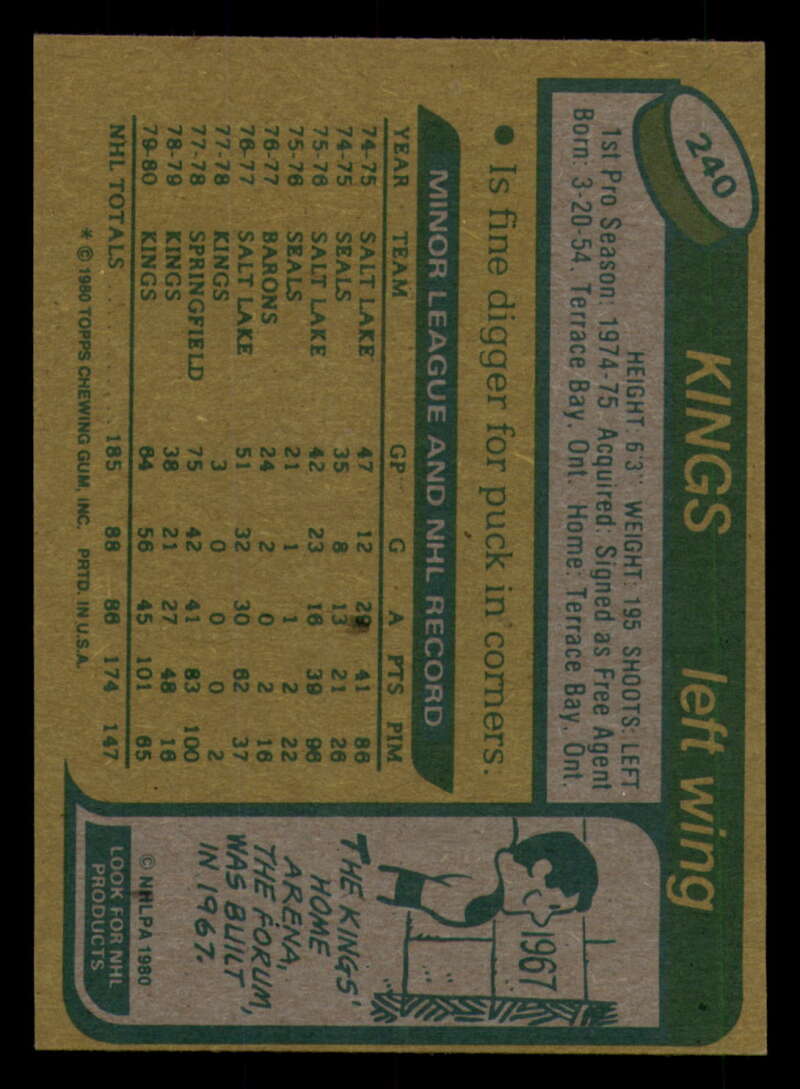 240
KINGS left wing
HEIGHT: 6'3" WEIGHT: 195 SHOOTS: LEFT
1st Pro Season: 1974-75 Acquired: Signed as Free Agent
Born: 3-20-54. Terrace Bay. Ont. Home: Terrace Bay. Ont.
• Is fine digger for puck in corners.
MINOR LEAGUE AND NHL RECORD
YEAR TEAM GP G A PTS PIM
74-75 SALT LAKE 47 12 29 41 86
74-75 SEALS 35 8 13 21 26
75-76 SALT LAKE 42 23 16 39 96
75-76 SEALS 21 1 1 2 22
76-77 BARONS 24 2 0 2 16
76-77 SALT LAKE 51 32 30 62 37
77-78 KINGS 3 0 0 0 2
77-78 SPRINGFIELD 75 42 41 83 100
78-79 KINGS 38 21 27 48 16
79-80 KINGS 64 56 45 101 65
NHL TOTALS 185 88 86 174 147
* © 1980 TOPPS CHEWING GUM, INC. PRTD. IN U.S.A.
1967
THE KINGS'
HOME
ARENA,
THE FORUM,
WAS BUILT
IN 1967.
© NHLPA 1980
LOOK FOR NHL
PRODUCTS